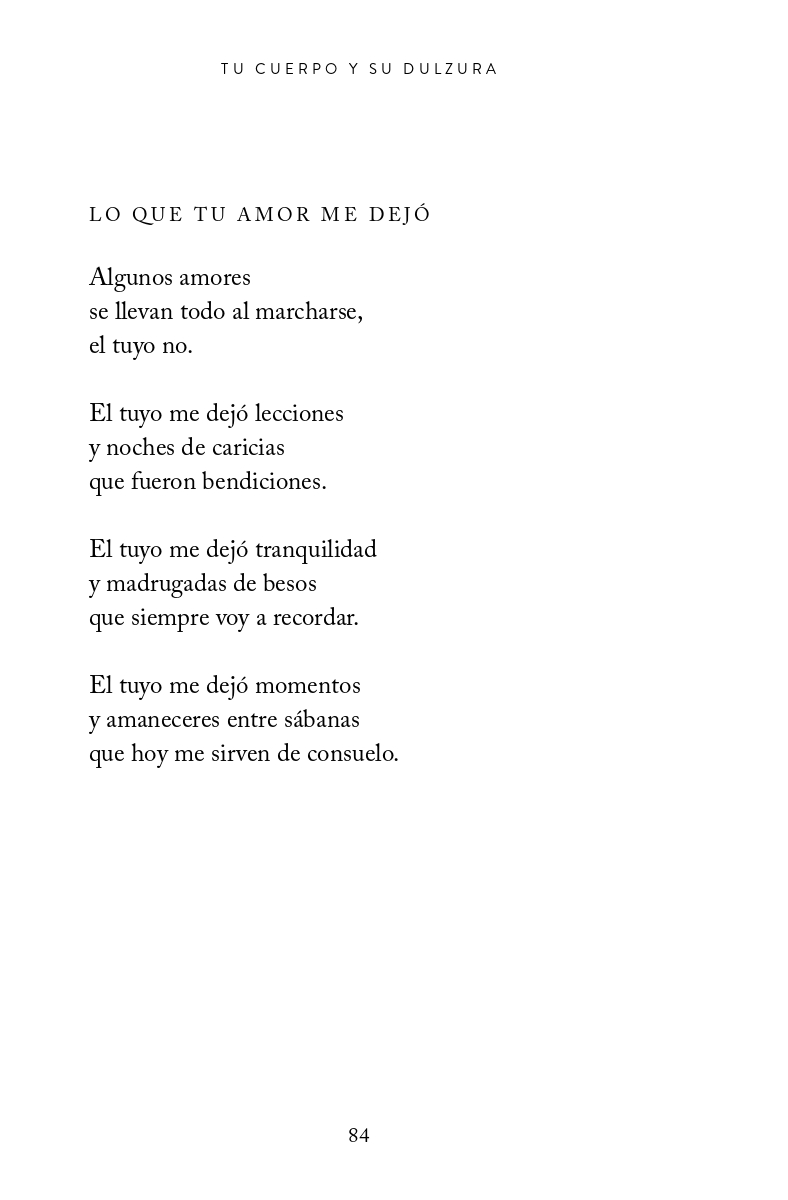 TU CUERPO Y SU DULZURA
LO QUE TU AMOR ME DEJÓ
Algunos amores
se llevan todo al marcharse,
el tuyo no.
El tuyo me dejó lecciones
y noches de caricias
que fueron bendiciones.
El tuyo me dejó tranquilidad
y madrugadas de besos
que siempre voy a recordar.
El tuyo me dejó momentos
y amaneceres entre sábanas
que hoy me sirven de consuelo.
84